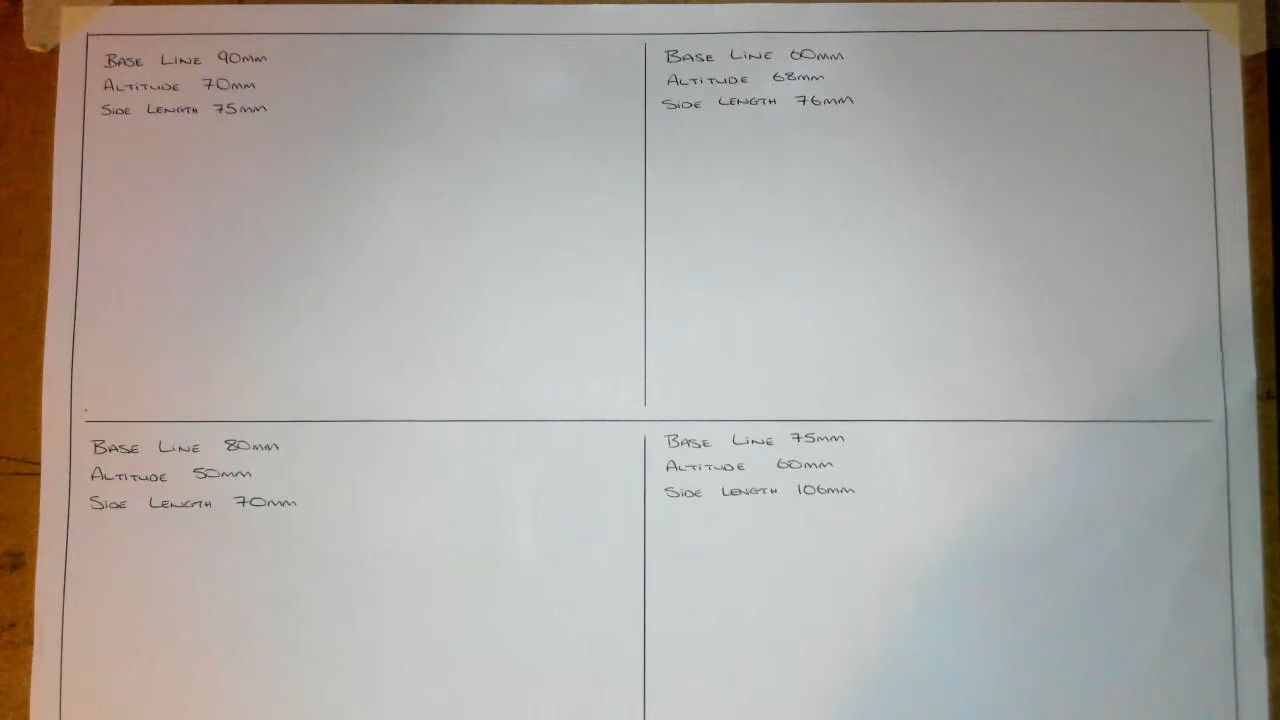 BASE LINE 90MM
ALTITUDE 70MM
SIDE LENGTH 75MM
BASE LINE 60MM
ALTITUDE 68MM
SIDE LENGTH 76MM
BASE LINE 80MM
ALTITUDE 50MM
SIDE LENGTH 70MM
BASE LINE 75MM
ALTITUDE 60MM
SIDE LENGTH 106MM